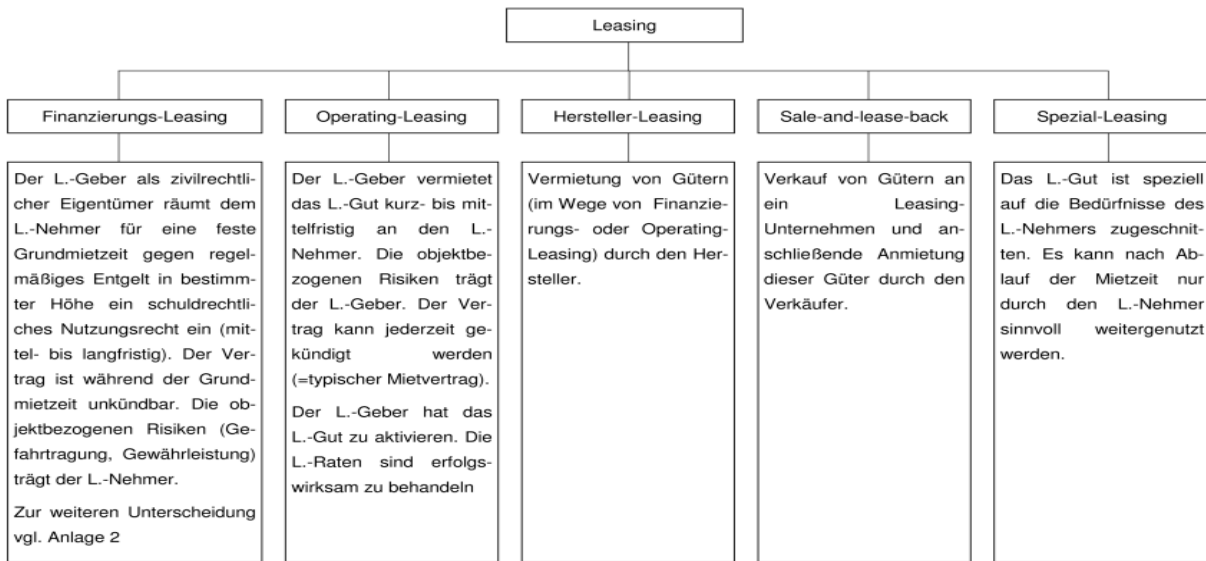 Leasing
Finanzierungs-Leasing
Operating-Leasing
Hersteller-Leasing
Sale-and-lease-back
Spezial-Leasing
Der L.-Geber als zivilrechtli-
cher Eigentümer räumt dem
L.-Nehmer für eine feste
Grundmietzeit gegen regel-
mäßiges Entgelt in bestimm-
ter Höhe ein schuldrechtli-
ches Nutzungsrecht ein (mit-
tel- bis langfristig). Der Ver-
trag ist während der Grund-
mietzeit unkündbar. Die ob-
jektbezogenen Risiken (Ge-
fahrtragung, Gewährleistung)
trägt der L.-Nehmer.
Zur weiteren Unterscheidung
vgl. Anlage 2
Der L.-Geber vermietet
das L.-Gut kurz- bis mit-
telfristig an den L.-
Nehmer. Die objektbe-
zogenen Risiken trägt
der L.-Geber. Der Ver-
trag kann jederzeit ge-
kündigt werden
(=typischer Mietvertrag).
Der L.-Geber hat das
L.-Gut zu aktivieren. Die
L.-Raten sind erfolgs-
wirksam zu behandeln
Vermietung von Gütern
(im Wege von Finanzie-
rungs- oder Operating-
Leasing) durch den Her-
steller.
Verkauf von Gütern an
ein Leasing-
Unternehmen und an-
schließende Anmietung
dieser Güter durch den
Verkäufer.
Das L.-Gut ist speziell
auf die Bedürfnisse des
L.-Nehmers zugeschnit-
ten. Es kann nach Ab-
lauf der Mietzeit nur
durch den L.-Nehmer
sinnvoll weitergenutzt
werden.